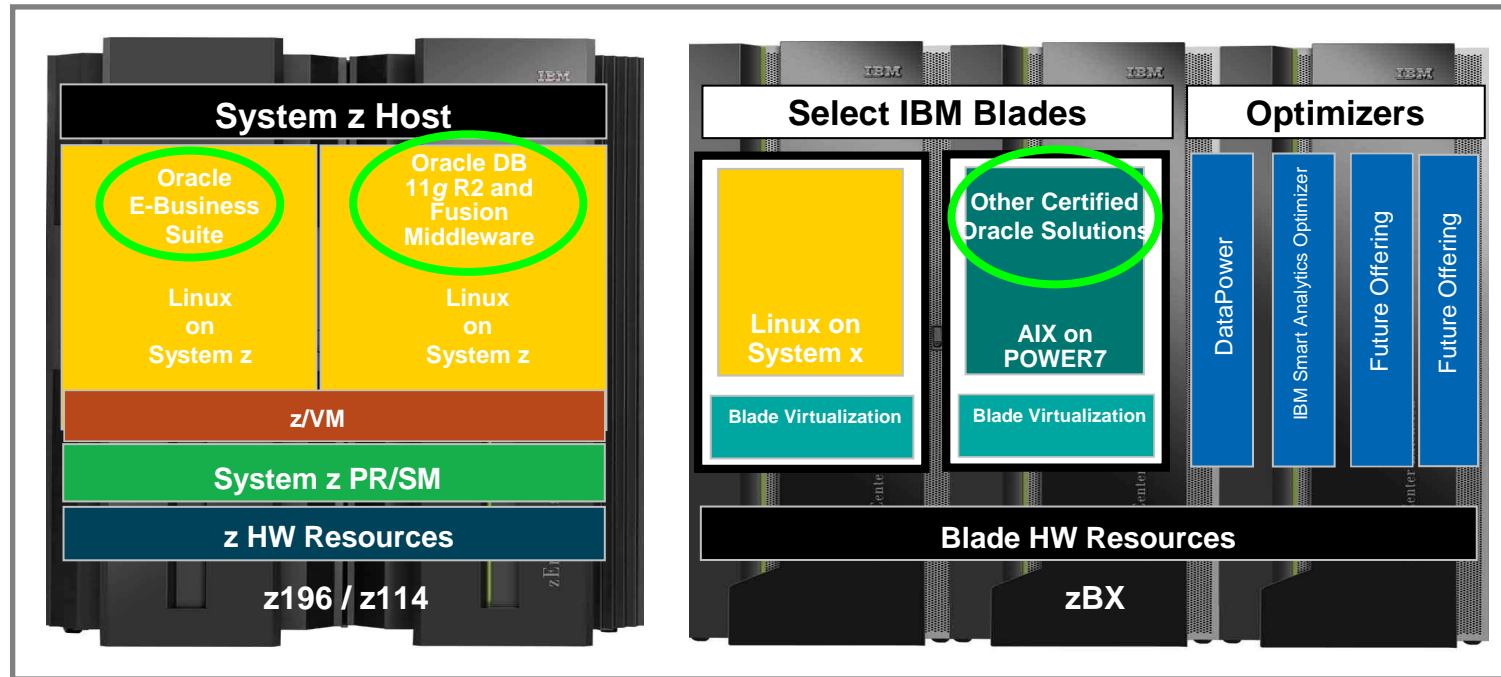 IBM
System z Host
Oracle
E-Business
Suite
Linux
on
System z
Oracle DB
11g R2 and
Fusion
Middleware
Linux
on
System z
z/VM
System z PR/SM
z HW Resources
z196 / z114
IBM
IBM
IBM
Select IBM Blades
Optimizers
Linux on
System x
Blade Virtualization
Other Certified
Oracle Solutions
AIX on
POWER7
Blade Virtualization
DataPower
IBM Smart Analytics Optimizer
Future Offering
Future Offering
Blade HW Resources
zBX